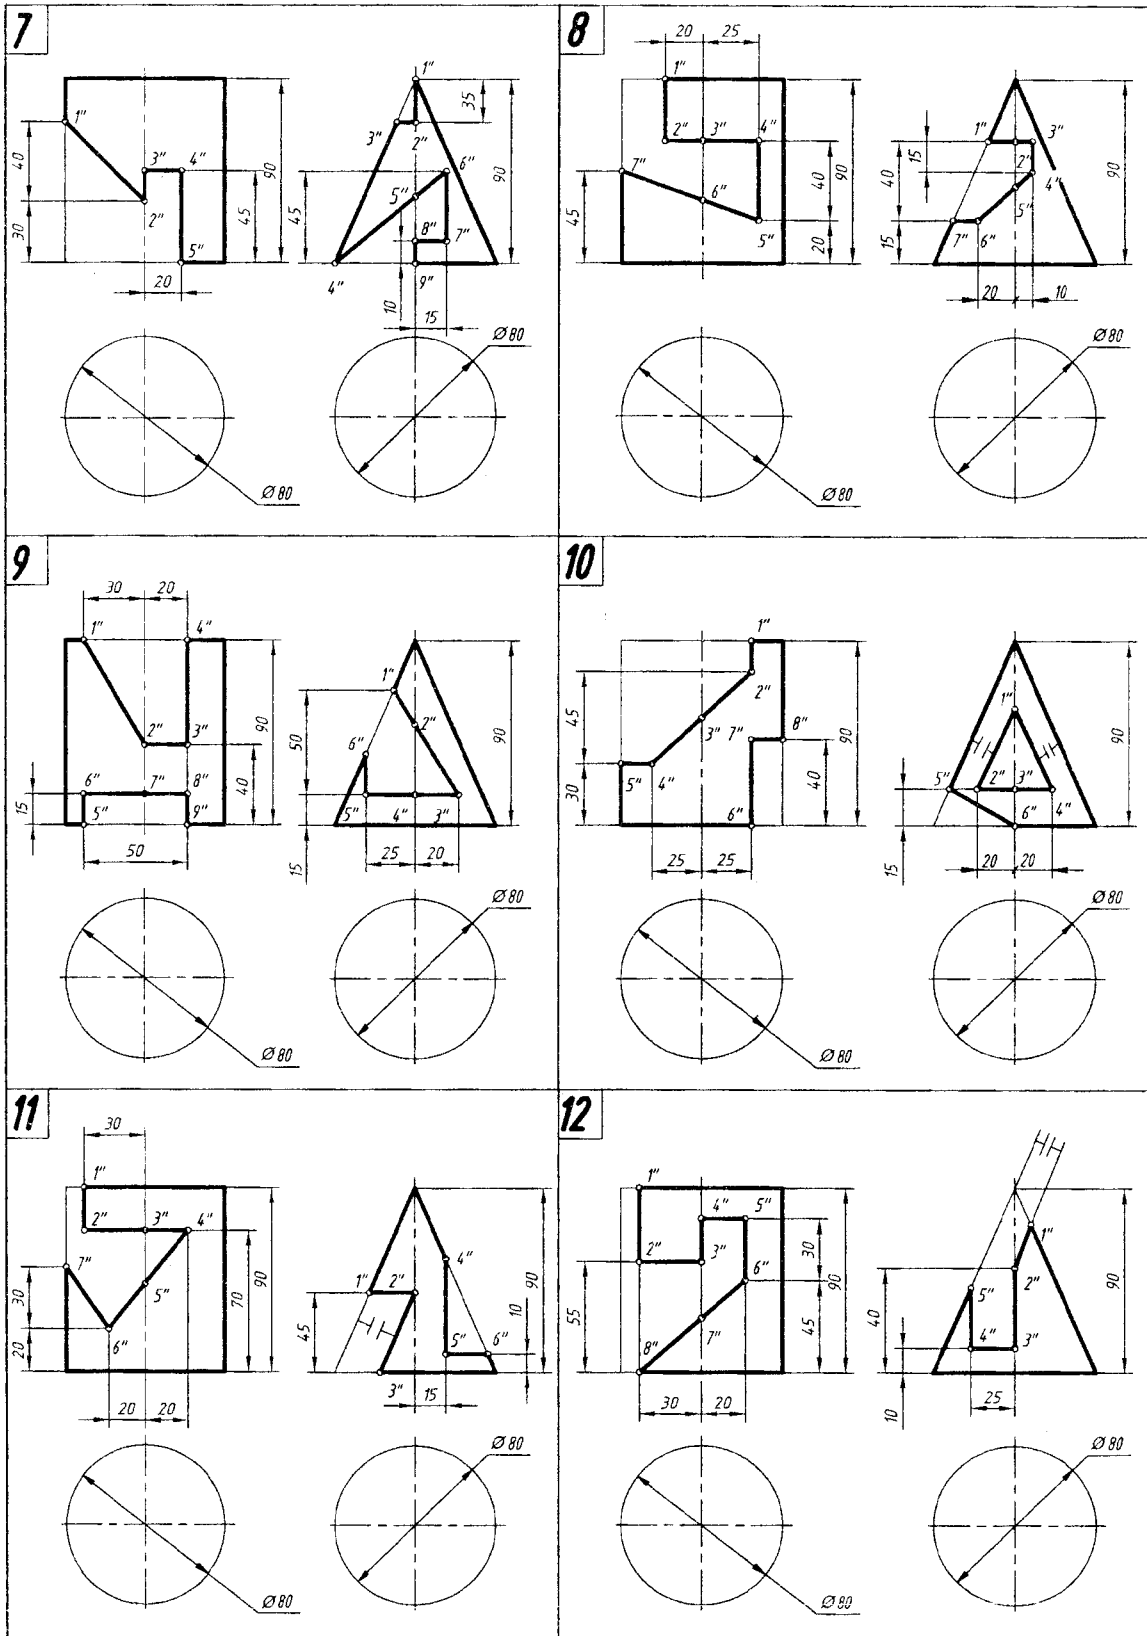 7
1" 2" 3" 4" 5"
40 30 20 45 90
1" 2" 3" 4" 5" 6" 7" 8" 9"
35 45 90 10 15
Ø80
Ø80
8
20 25
1" 2" 3" 4" 5" 6" 7"
45 40 20 90
1" 2" 3" 4" 5" 6" 7"
15 40 15 20 10 90
Ø80
Ø80
9
30 20
1" 2" 3" 4" 5" 6" 7" 8" 9"
15 50 40 90
1" 2" 3" 4" 5" 6"
50 15 25 20 90
Ø80
Ø80
10
1" 2" 3" 4" 5" 6" 7" 8"
45 30 25 25 40 90
1" 2" 3" 4" 5" 6"
15 20 20 90
Ø80
Ø80
11
30
1" 2" 3" 4" 5" 6" 7"
30 20 20 20 70 90
1" 2" 3" 4" 5" 6"
45 15 10 90
Ø80
Ø80
12
1" 2" 3" 4" 5" 6" 7" 8"
55 30 20 30 45 90
1" 2" 3" 4" 5"
40 10 25 90
Ø80
Ø80